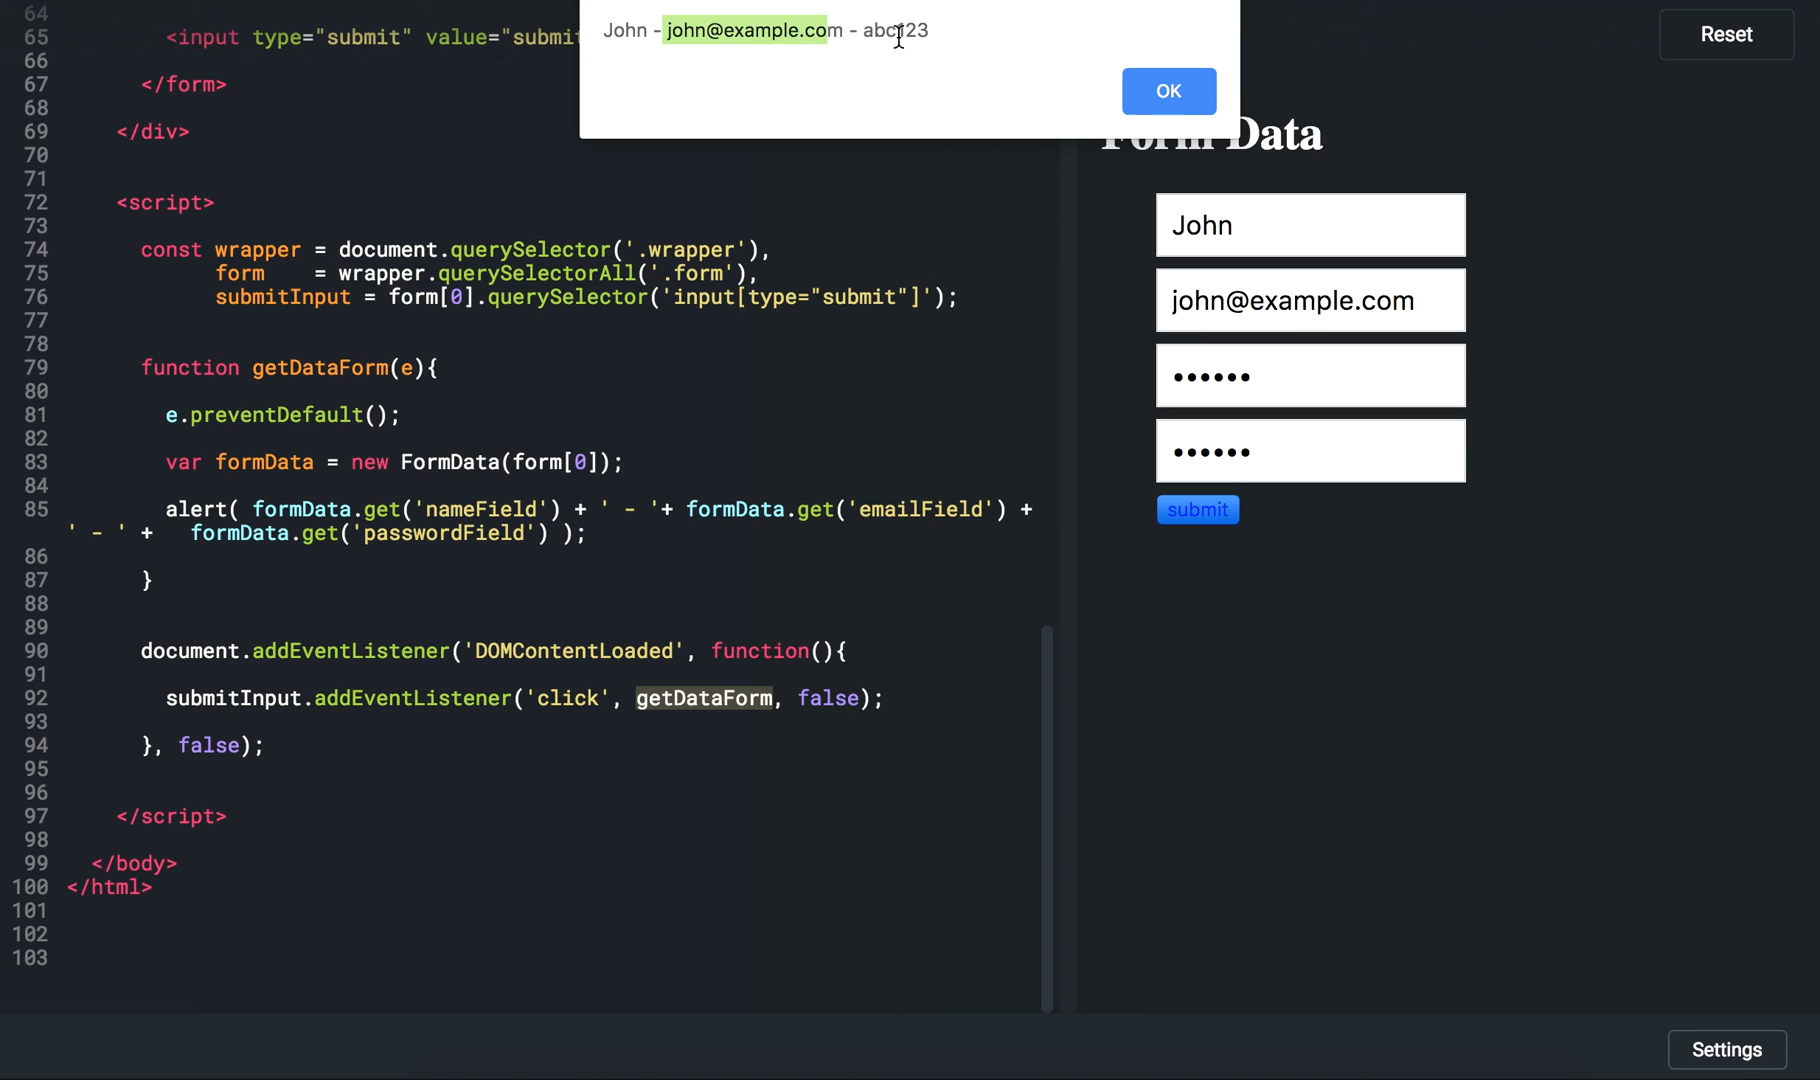 64
65 <input type="submit" value="submit
66
67 </form>
68
69 </div>
70
71
72 <script>
73
74 const wrapper = document.querySelector('.wrapper'),
75 form = wrapper.querySelectorAll('.form'),
76 submitInput = form[0].querySelector('input[type="submit"]');
77
78
79 function getDataForm(e){
80
81 e.preventDefault();
82
83 var formData = new FormData(form[0]);
84
85 alert( formData.get('nameField') + ' - '+ formData.get('emailField') +
' - ' + formData.get('passwordField') );
86
87 }
88
89
90 document.addEventListener('DOMContentLoaded', function(){
91
92 submitInput.addEventListener('click', getDataForm, false);
93
94 }, false);
95
96
97 </script>
98
99 </body>
100 </html>
101
102
103
John - john@example.com - abc123
OK
Reset
Form Data
John
john@example.com
••••••
••••••
submit
Settings